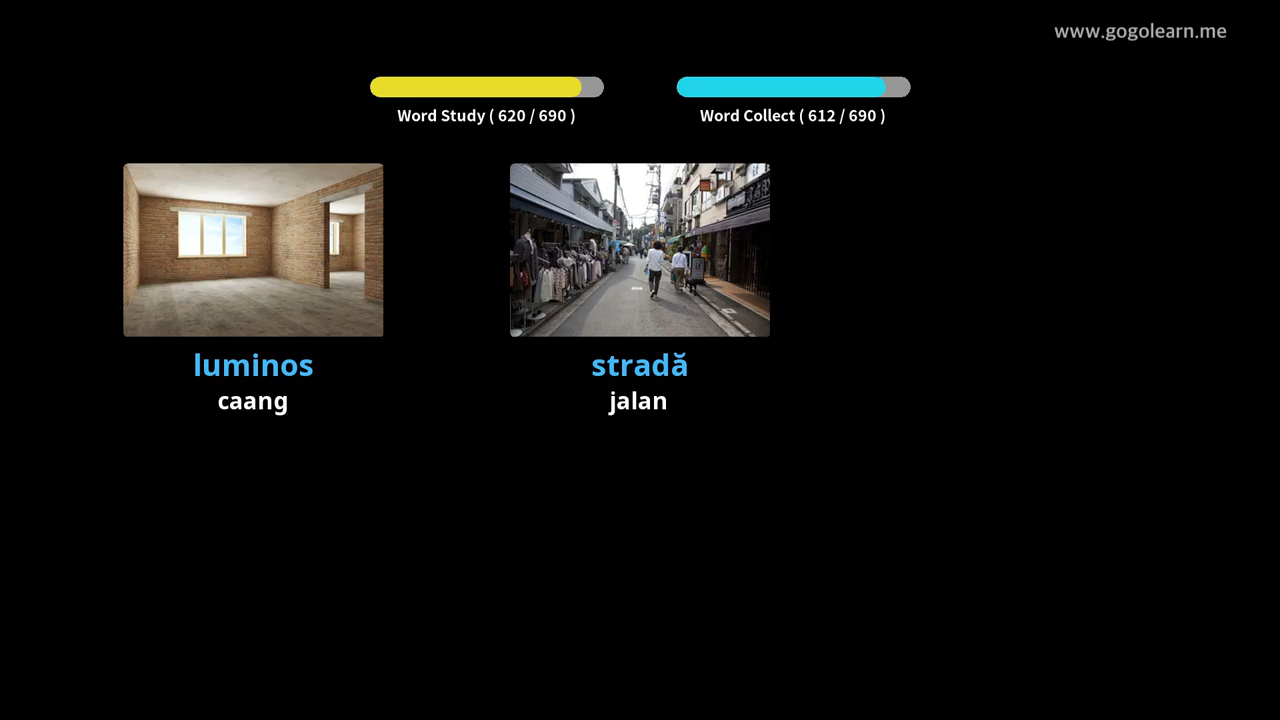 www.gogolearn.me
Word Study ( 620 / 690 )
Word Collect ( 612 / 690 )
luminos
stradă
caang
jalan